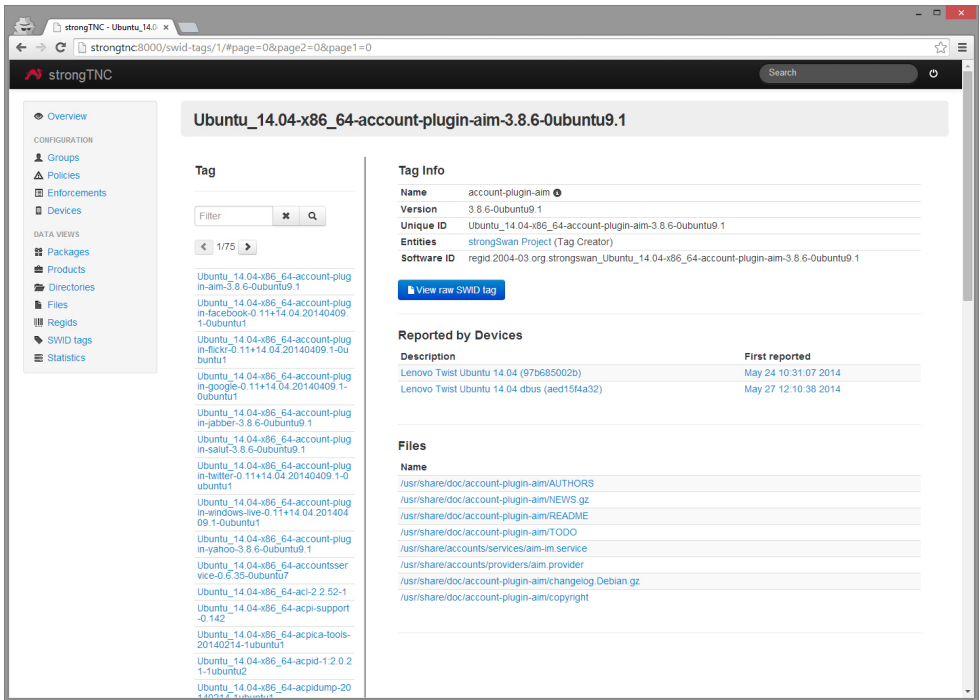 strongTNC - Ubuntu_14.0
strongtnc:8000/swid-tags/1/#page=0&page2=0&page1=0
strongTNC
Search
Overview
CONFIGURATION
Groups
Policies
Enforcements
Devices
DATA VIEWS
Packages
Products
Directories
Files
Regids
SWID tags
Statistics
Ubuntu_14.04-x86_64-account-plugin-aim-3.8.6-0ubuntu9.1
Tag
Filter
1/75
Ubuntu_14.04-x86_64-account-plug
in-aim-3.8.6-0ubuntu9.1
Ubuntu_14.04-x86_64-account-plug
in-facebook-0.11+14.04.20140409.
1-0ubuntu1
Ubuntu_14.04-x86_64-account-plug
in-flickr-0.11+14.04.20140409.1-0u
buntu1
Ubuntu_14.04-x86_64-account-plug
in-google-0.11+14.04.20140409.1-
0ubuntu1
Ubuntu_14.04-x86_64-account-plug
in-jabber-3.8.6-0ubuntu9.1
Ubuntu_14.04-x86_64-account-plug
in-salut-3.8.6-0ubuntu9.1
Ubuntu_14.04-x86_64-account-plug
in-twitter-0.11+14.04.20140409.1-0
ubuntu1
Ubuntu_14.04-x86_64-account-plug
in-windows-live-0.11+14.04.201404
09.1-0ubuntu1
Ubuntu_14.04-x86_64-account-plug
in-yahoo-3.8.6-0ubuntu9.1
Ubuntu_14.04-x86_64-accountsser
vice-0.6.35-0ubuntu7
Ubuntu_14.04-x86_64-acl-2.2.52-1
Ubuntu_14.04-x86_64-acpi-support
-0.142
Ubuntu_14.04-x86_64-acpica-tools-
20140214-1ubuntu1
Ubuntu_14.04-x86_64-acpid-1:2.0.2
1-1ubuntu2
Ubuntu_14.04-x86_64-acpidump-20
140214-1ubuntu1
Tag Info
Name account-plugin-aim
Version 3.8.6-0ubuntu9.1
Unique ID Ubuntu_14.04-x86_64-account-plugin-aim-3.8.6-0ubuntu9.1
Entities strongSwan Project (Tag Creator)
Software ID regid.2004-03.org.strongswan_Ubuntu_14.04-x86_64-account-plugin-aim-3.8.6-0ubuntu9.1
View raw SWID tag
Reported by Devices
Description First reported
Lenovo Twist Ubuntu 14.04 (97b685002b) May 24 10:31:07 2014
Lenovo Twist Ubuntu 14.04 dbus (aed15f4a32) May 27 12:10:38 2014
Files
Name
/usr/share/doc/account-plugin-aim/AUTHORS
/usr/share/doc/account-plugin-aim/NEWS.gz
/usr/share/doc/account-plugin-aim/README
/usr/share/doc/account-plugin-aim/TODO
/usr/share/accounts/services/aim-im.service
/usr/share/accounts/providers/aim.provider
/usr/share/doc/account-plugin-aim/changelog.Debian.gz
/usr/share/doc/account-plugin-aim/copyright